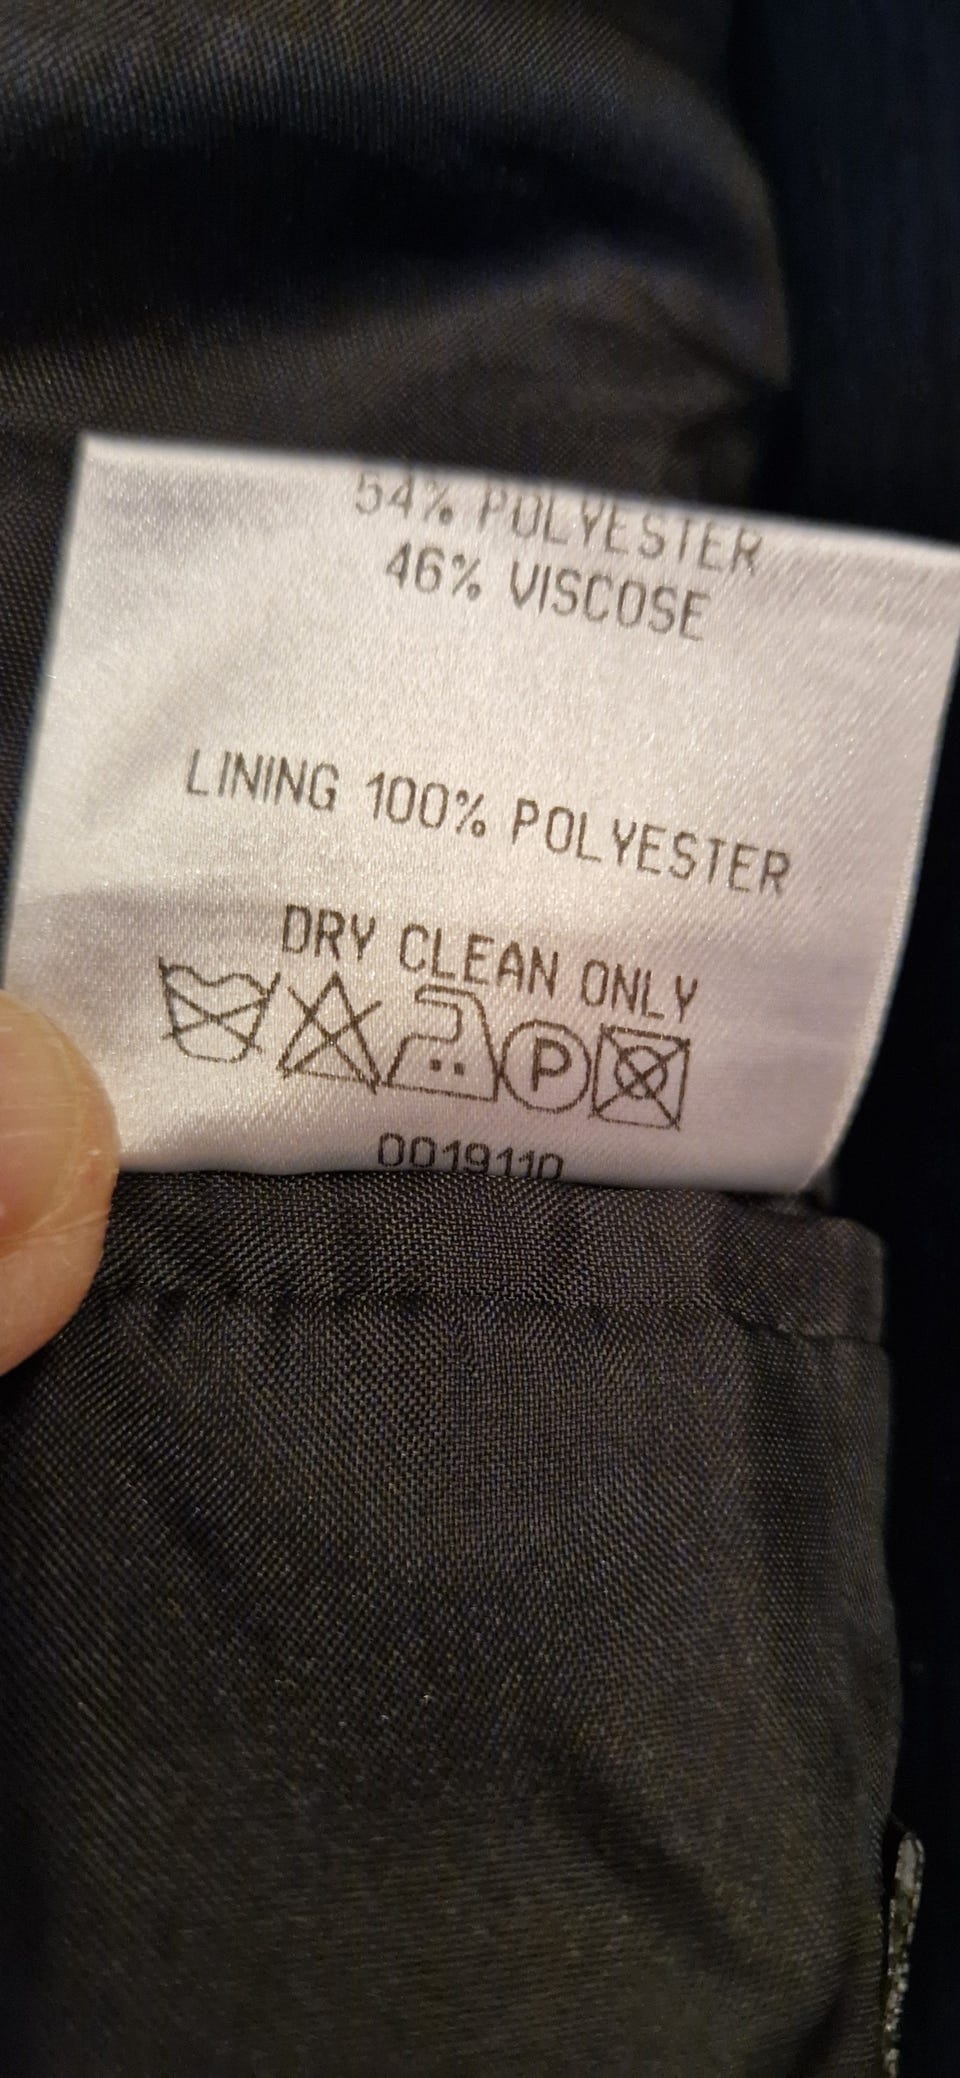 54% POLYESTER
46% VISCOSE
LINING 100% POLYESTER
DRY CLEAN ONLY
P
0019110